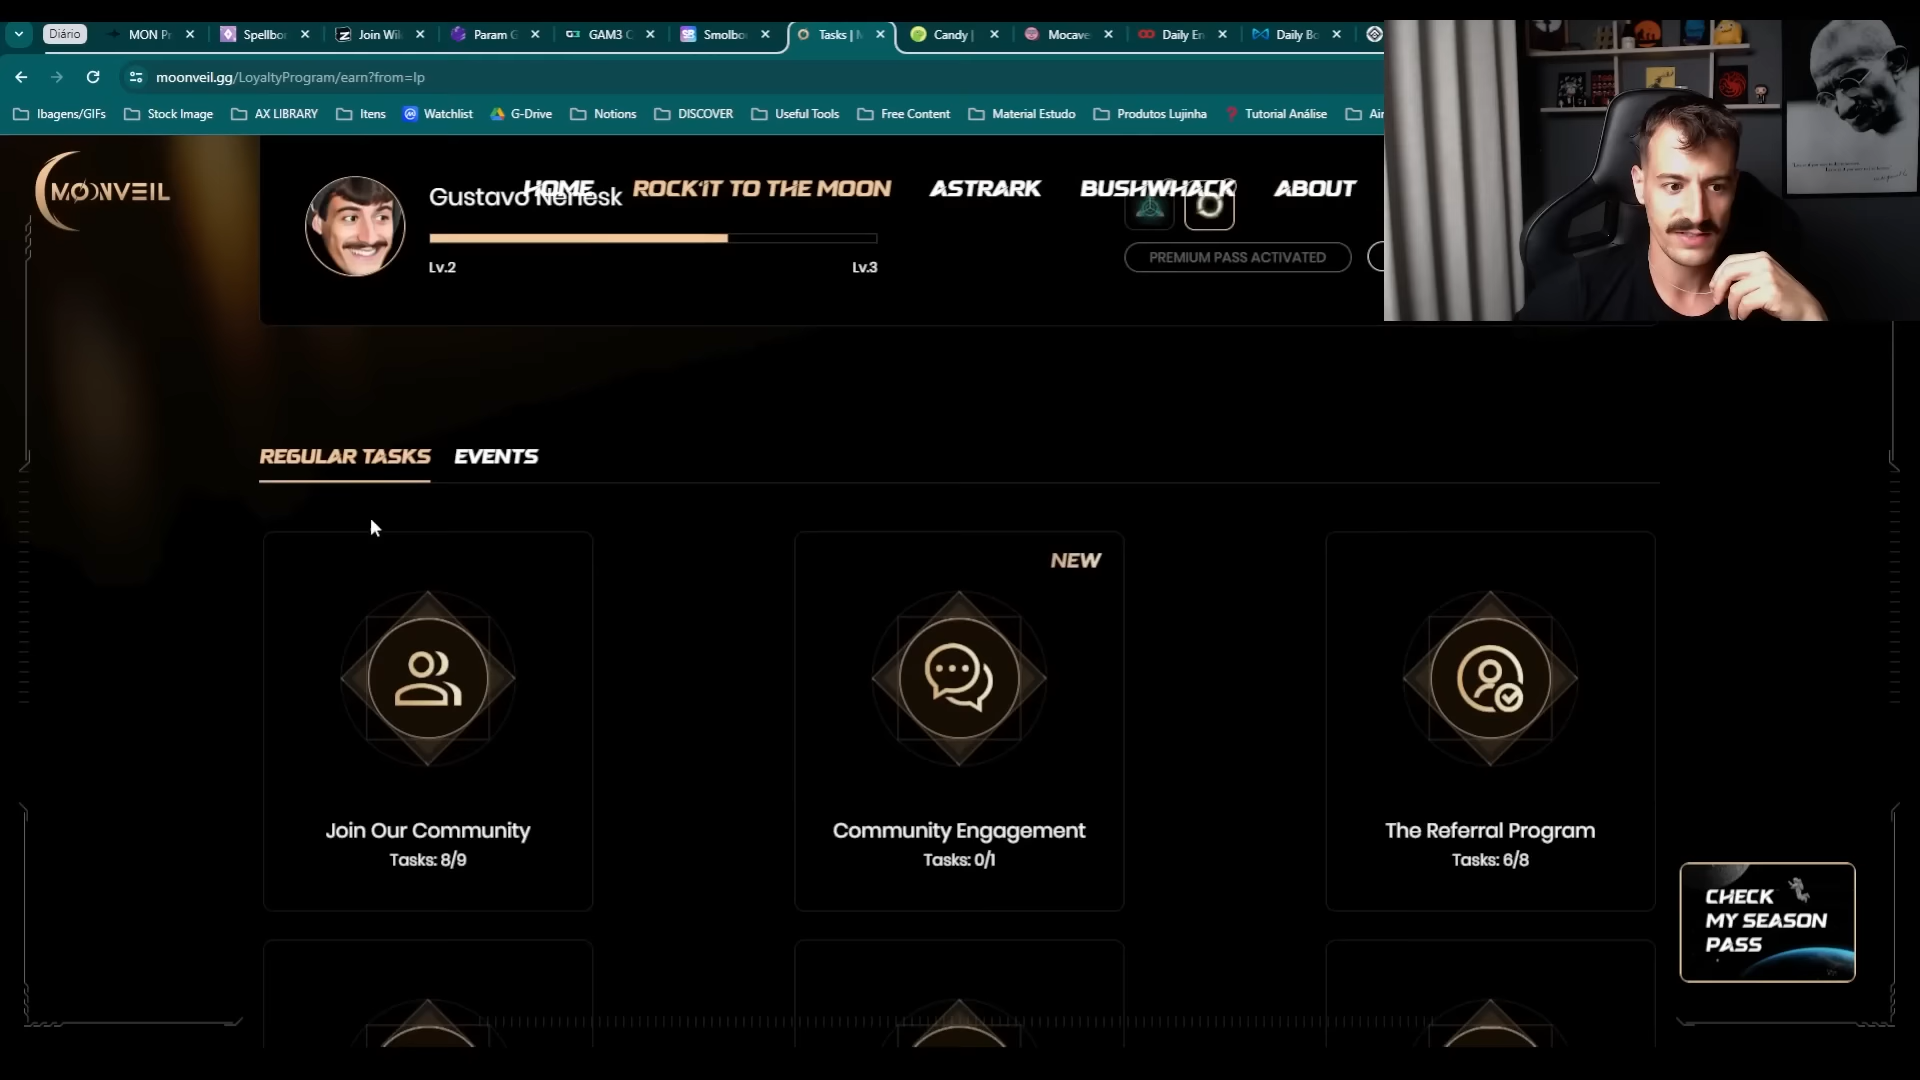 Diário
MON Pr
Spellbor
Join Wil
Param G
GAM3 G
Smolbo
Tasks | M
Candy |
Mocave
Daily En
Daily Bo
moonveil.gg/LoyaltyProgram/earn?from=lp
Ibagens/GIFs
Stock Image
AX LIBRARY
Itens
Watchlist
G-Drive
Notions
DISCOVER
Useful Tools
Free Content
Material Estudo
Produtos Lujinha
Tutorial Análise
Air
MOONVEIL
HOME
ROCK'IT TO THE MOON
ASTRARK
BUSHWHACK
ABOUT
Gustavo Nerlesk
Lv.2
Lv.3
PREMIUM PASS ACTIVATED
REGULAR TASKS
EVENTS
NEW
Join Our Community
Tasks: 8/9
Community Engagement
Tasks: 0/1
The Referral Program
Tasks: 6/8
CHECK
MY SEASON
PASS